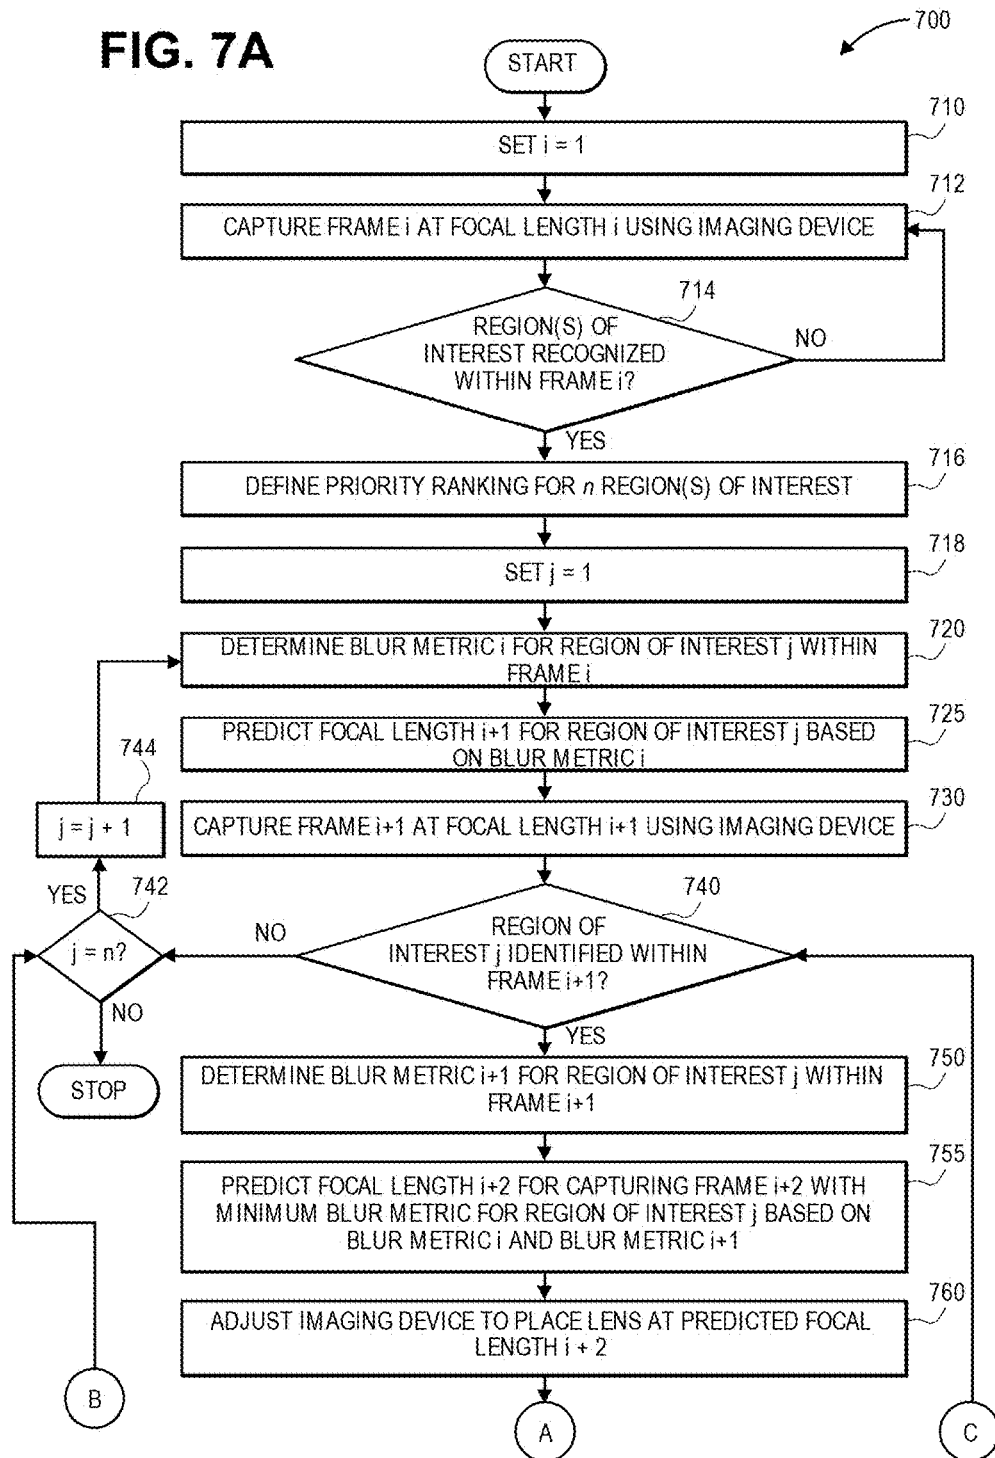 FIG. 7A
700
START
710
SET i = 1
712
CAPTURE FRAME i AT FOCAL LENGTH i USING IMAGING DEVICE
714
REGION(S) OF
INTEREST RECOGNIZED
WITHIN FRAME i?
NO
YES
716
DEFINE PRIORITY RANKING FOR n REGION(S) OF INTEREST
718
SET j = 1
720
DETERMINE BLUR METRIC i FOR REGION OF INTEREST j WITHIN
FRAME i
725
PREDICT FOCAL LENGTH i+1 FOR REGION OF INTEREST j BASED
ON BLUR METRIC i
744
j = j + 1
730
CAPTURE FRAME i+1 AT FOCAL LENGTH i+1 USING IMAGING DEVICE
YES
742
j = n?
NO
STOP
740
NO
REGION OF
INTEREST j IDENTIFIED WITHIN
FRAME i+1?
YES
750
DETERMINE BLUR METRIC i+1 FOR REGION OF INTEREST j WITHIN
FRAME i+1
755
PREDICT FOCAL LENGTH i+2 FOR CAPTURING FRAME i+2 WITH
MINIMUM BLUR METRIC FOR REGION OF INTEREST j BASED ON
BLUR METRIC i AND BLUR METRIC i+1
760
ADJUST IMAGING DEVICE TO PLACE LENS AT PREDICTED FOCAL
LENGTH i + 2
B
A
C